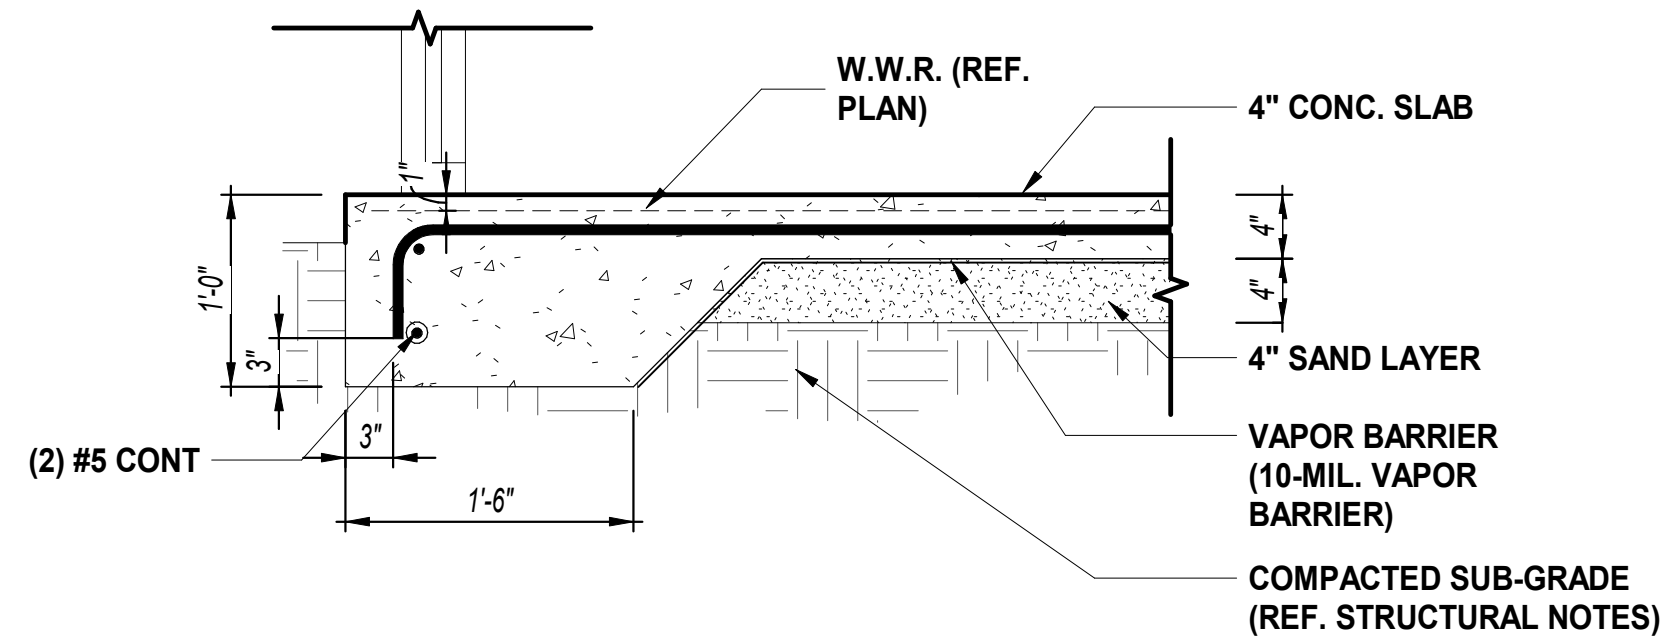 W.W.R. (REF.
PLAN)
4" CONC. SLAB
1"
1'-0"
3"
4"
4"
4" SAND LAYER
(2) #5 CONT
3"
1'-6"
VAPOR BARRIER
(10-MIL. VAPOR
BARRIER)
COMPACTED SUB-GRADE
(REF. STRUCTURAL NOTES)